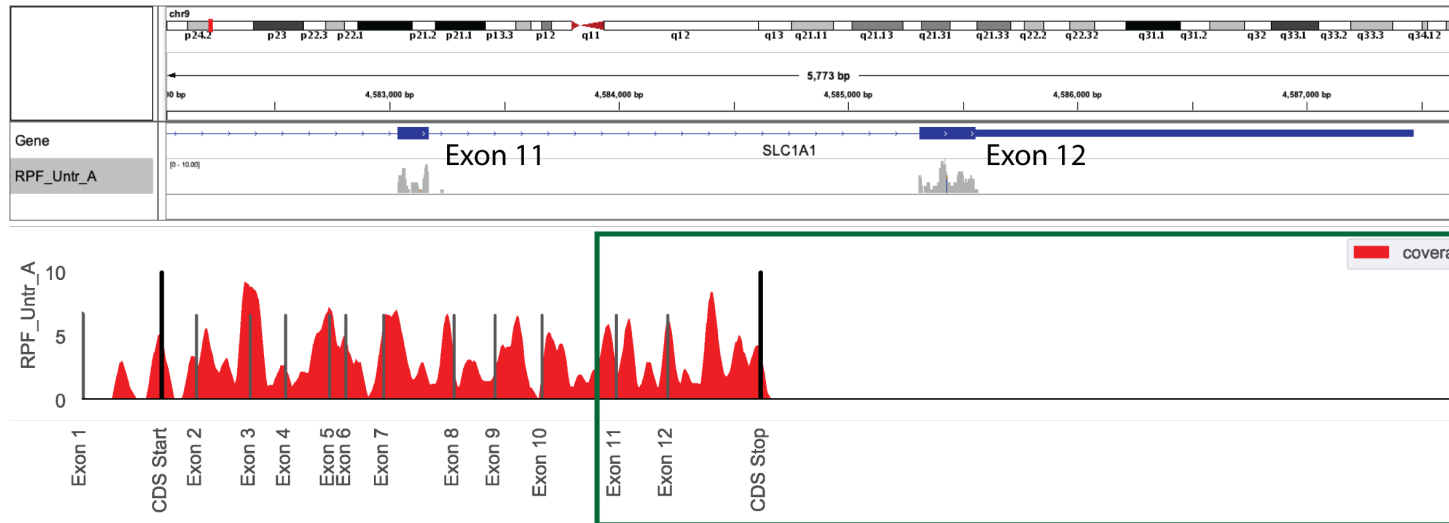 chr9
p24.2 p23 p22.3 p22.1 p21.2 p21.1 p13.3 p12 q11 q12 q13 q21.11 q21.13 q21.31 q21.33 q22.2 q22.32 q31.1 q31.2 q32 q33.1 q33.2 q33.3 q34.12
5,773 bp
00 bp 4,583,000 bp 4,584,000 bp 4,585,000 bp 4,586,000 bp 4,587,000 bp
Gene
Exon 11 SLC1A1 Exon 12
RPF_Untr_A
[0 - 10.00]
covera
RPF_Untr_A
10
5
0
Exon 1
CDS Start
Exon 2
Exon 3
Exon 4
Exon 5
Exon 6
Exon 7
Exon 8
Exon 9
Exon 10
Exon 11
Exon 12
CDS Stop